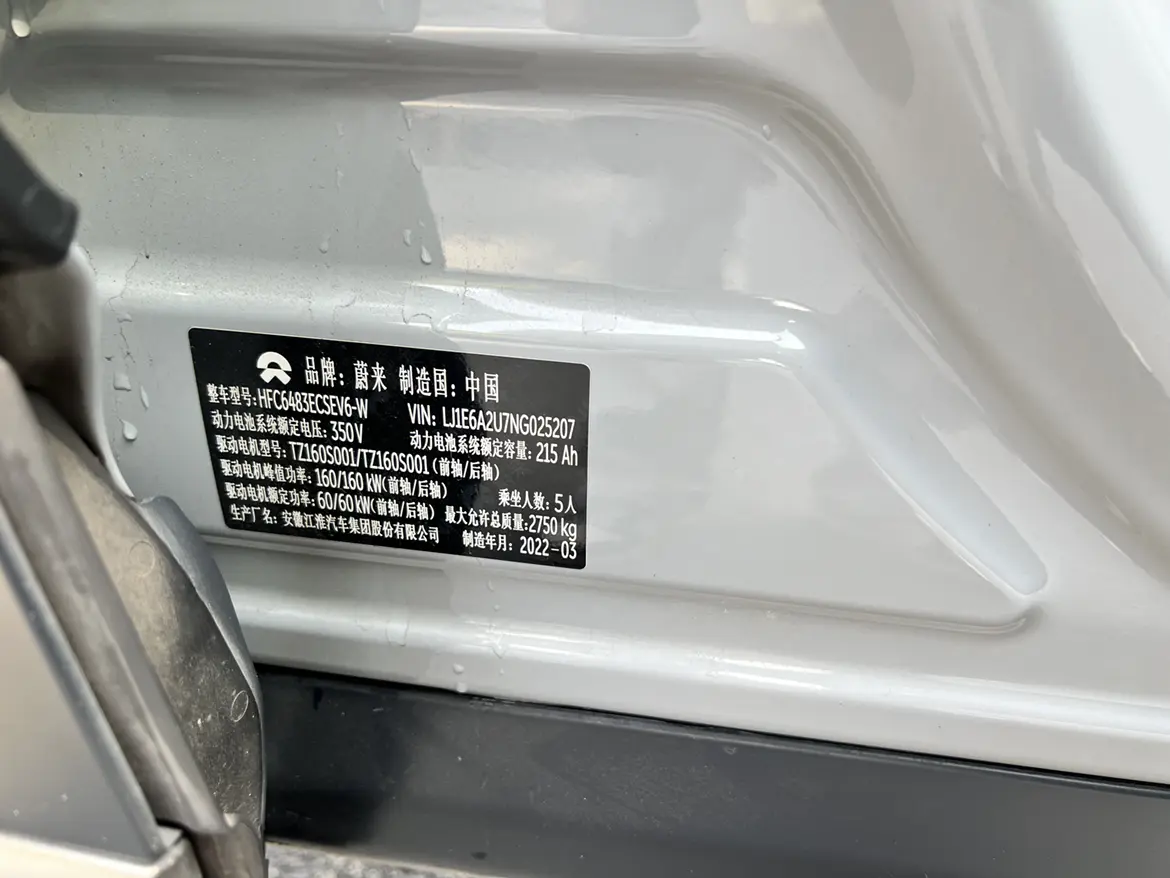 品牌：蔚来 制造国：中国
整车型号：HFC6483ECSEV6-W VIN：LJ1E6A2U7NG025207
动力电池系统额定电压：350V 动力电池系统额定容量：215 Ah
驱动电机型号：TZ160S001/TZ160S001（前轴/后轴）
驱动电机峰值功率：160/160 kW(前轴/后轴) 乘坐人数：5人
驱动电机额定功率：60/60kW(前轴/后轴) 最大允许总质量:2750 kg
生产厂名：安徽江淮汽车集团股份有限公司 制造年月：2022-03